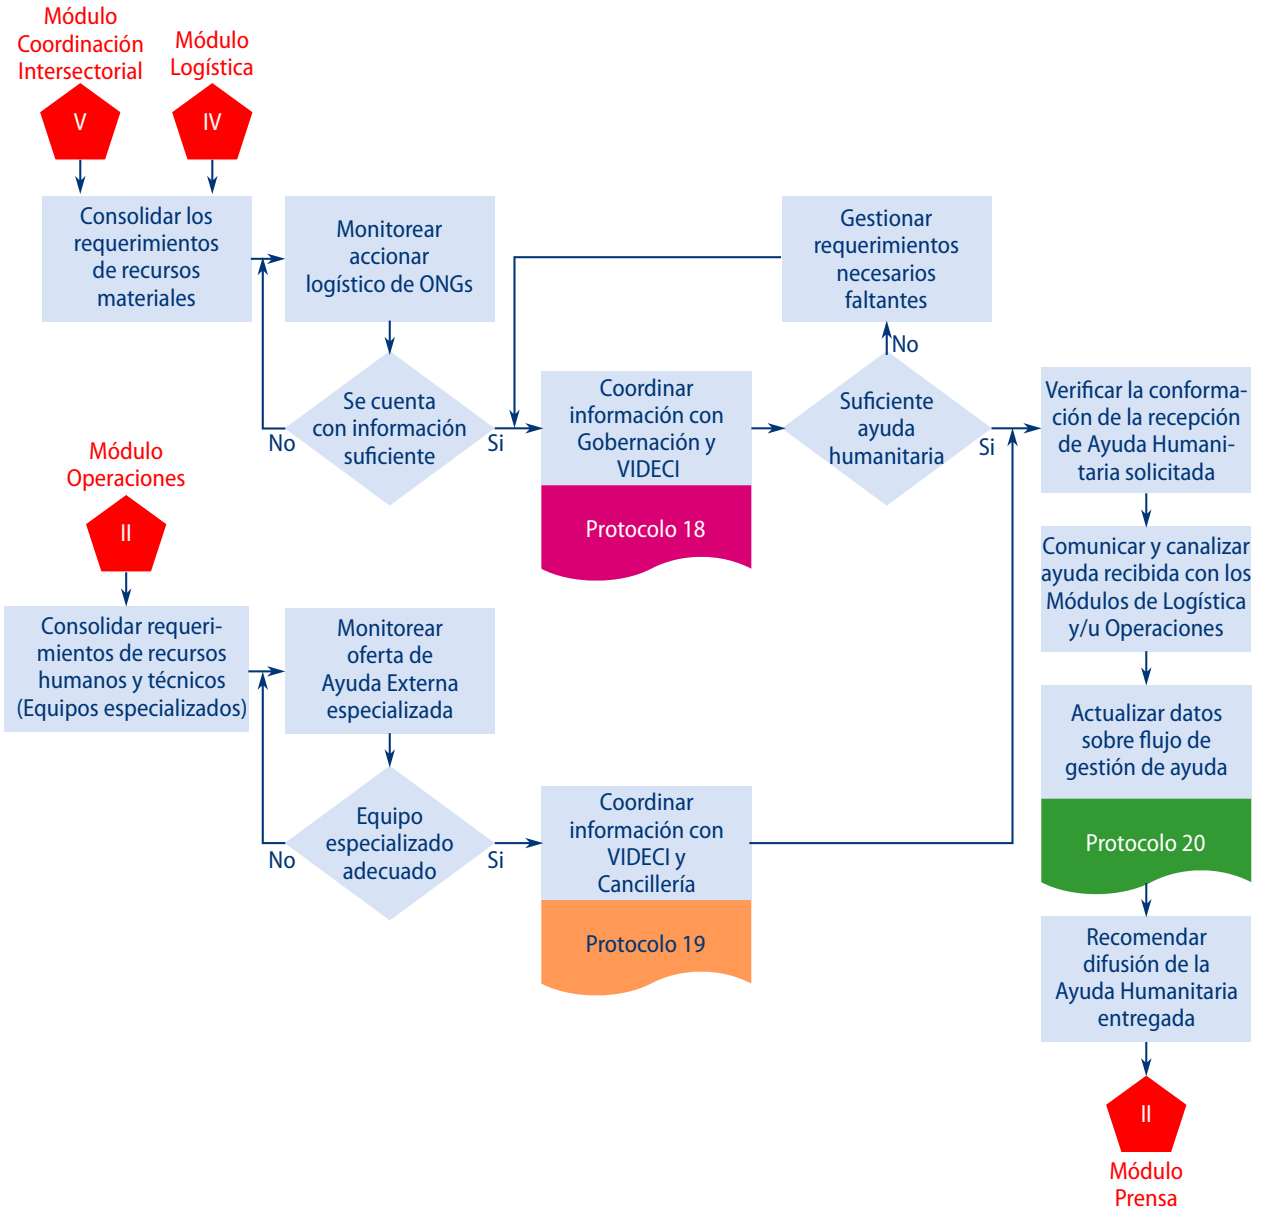 Módulo
Coordinación
Intersectorial
V
Módulo
Logística
IV
Consolidar los
requerimientos
de recursos
materiales
Monitorear
accionar
logístico de ONGs
Gestionar
requerimientos
necesarios
faltantes
Se cuenta
con información
suficiente
No
Si
Coordinar
información con
Gobernación y
VIDECI
Protocolo 18
Suficiente
ayuda
humanitaria
No
Si
Verificar la conforma-
ación de la recepción
de Ayuda Humani-
taria solicitada
Comunicar y canalizar
ayuda recibida con los
Módulos de Logística
y/u Operaciones
Módulo
Operaciones
II
Consolidar requeri-
mientos de recursos
humanos y técnicos
(Equipos especializados)
Monitorear
oferta de
Ayuda Externa
especializada
Equipo
especializado
adecuado
No
Si
Coordinar
información con
VIDECI y
Cancillería
Protocolo 19
Actualizar datos
sobre flujo de
gestión de ayuda
Protocolo 20
Recomendar
difusión de la
Ayuda Humanitaria
entregada
II
Módulo
Prensa